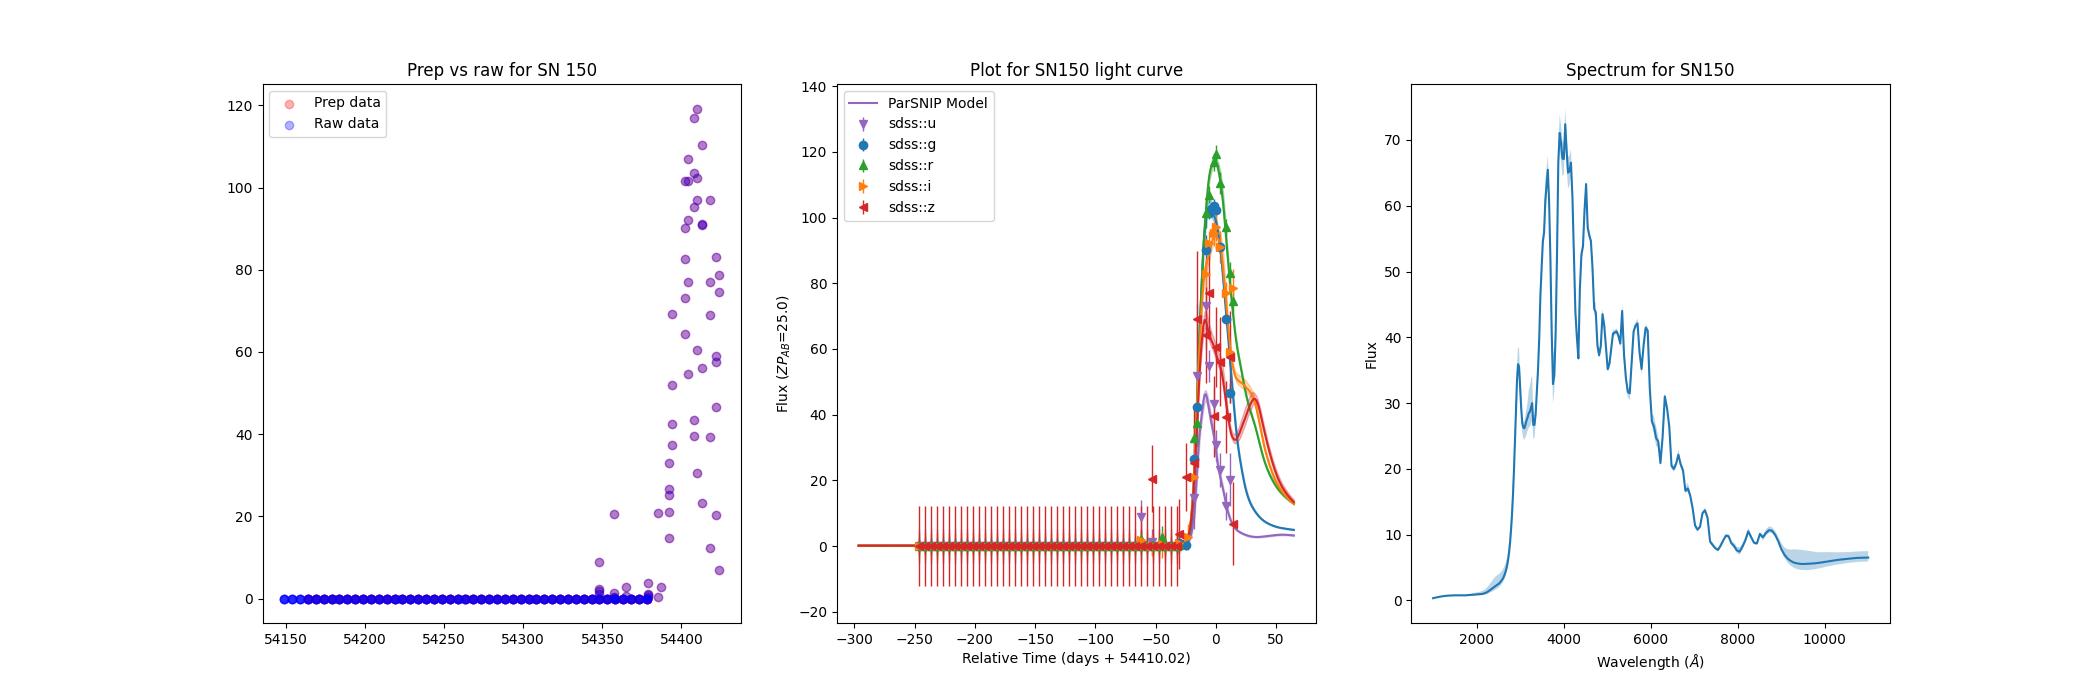 Prep vs raw for SN 150
Prep data
Raw data
120
100
80
60
40
20
0
54150
54200
54250
54300
54350
54400
Plot for SN150 light curve
ParSNIP Model
sdss::u
sdss::g
sdss::r
sdss::i
sdss::z
Flux (ZP_AB=25.0)
140
120
100
80
60
40
20
0
−20
−300
−250
−200
−150
−100
−50
0
50
Relative Time (days + 54410.02)
Spectrum for SN150
Flux
70
60
50
40
30
20
10
0
2000
4000
6000
8000
10000
Wavelength (Å)